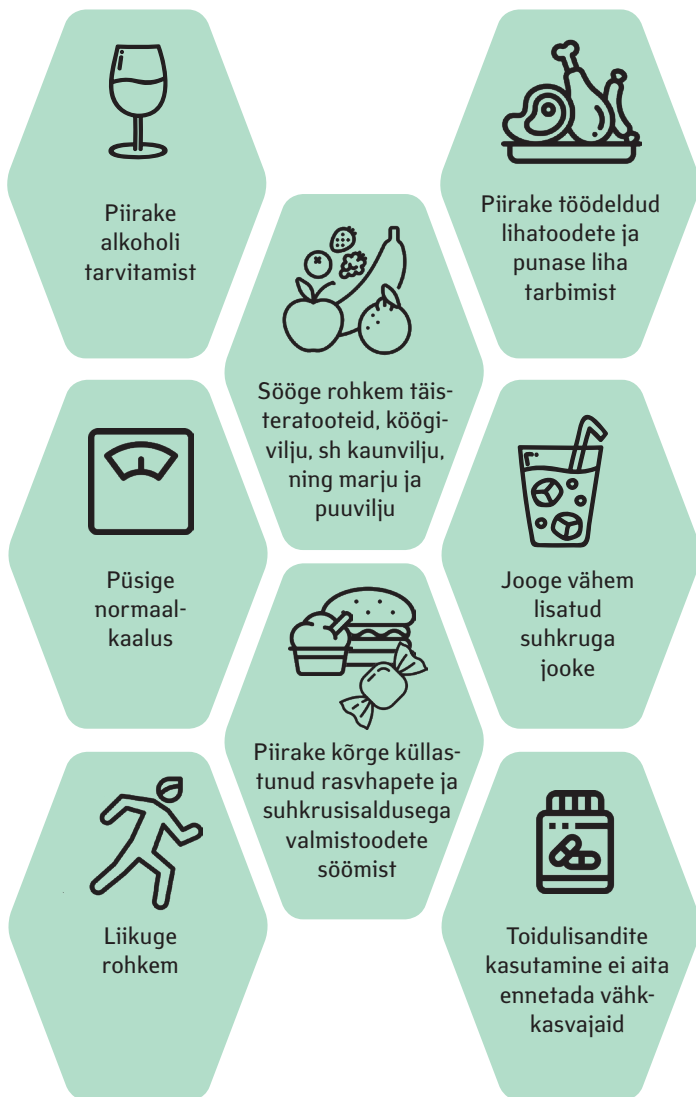 Piirake
alkoholi
tarvitamist
Piirake töödeldud
lihatoodete ja
punase liha
tarbimist
Sööge rohkem täis-
teratooteid, köögi-
vilju, sh kaunvilju,
ning marju ja
puuvilju
Püsige
normaal-
kaalus
Jooge vähem
lisatud
suhkruga
jooke
Piirake kõrge küllas-
tunud rasvhapete ja
suhkrusisaldusega
valmistoodete
söömist
Liikuge
rohkem
Toidulisandite
kasutamine ei aita
ennetada vähk-
kasvajaid